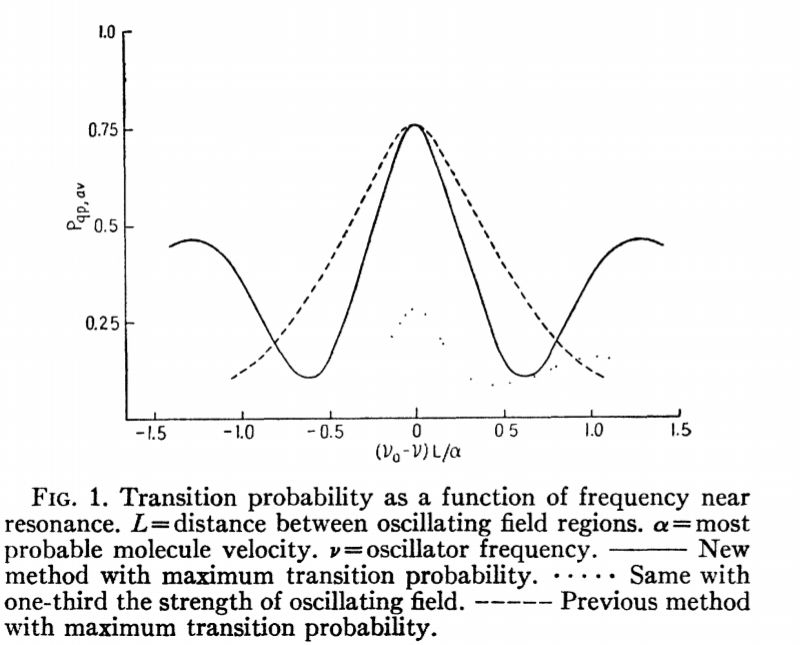 1.0
0.75
0.5
0.25
P qp, av
-1.5 -1.0 -0.5 0 0 5 1.0 1.5
(ν₀-ν) L/α
FIG. 1. Transition probability as a function of frequency near
resonance. L=distance between oscillating field regions. α=most
probable molecule velocity. ν=oscillator frequency. ——— New
method with maximum transition probability. ····· Same with
one-third the strength of oscillating field. ------ Previous method
with maximum transition probability.